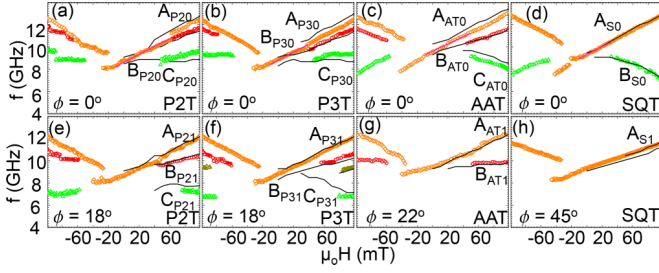 (a) A_P20
(b) A_P30
(c) A_AT0
(d) A_S0
f (GHz)
12
10
8
6
4
B_P20 C_P20
B_P30 C_P30
B_AT0 C_AT0
B_S0
ϕ = 0° P2T
ϕ = 0° P3T
ϕ = 0° AAT
ϕ = 0° SQT
(e) A_P21
(f) A_P31
(g) A_AT1
(h) A_S1
f (GHz)
12
10
8
6
4
B_P21 C_P21
B_P31 C_P31
B_AT1
ϕ = 18° P2T
ϕ = 18° P3T
ϕ = 22° AAT
ϕ = 45° SQT
-60 -20 20 60 -60 -20 20 60 -60 -20 20 60 -60 -20 20 60
μ₀H (mT)